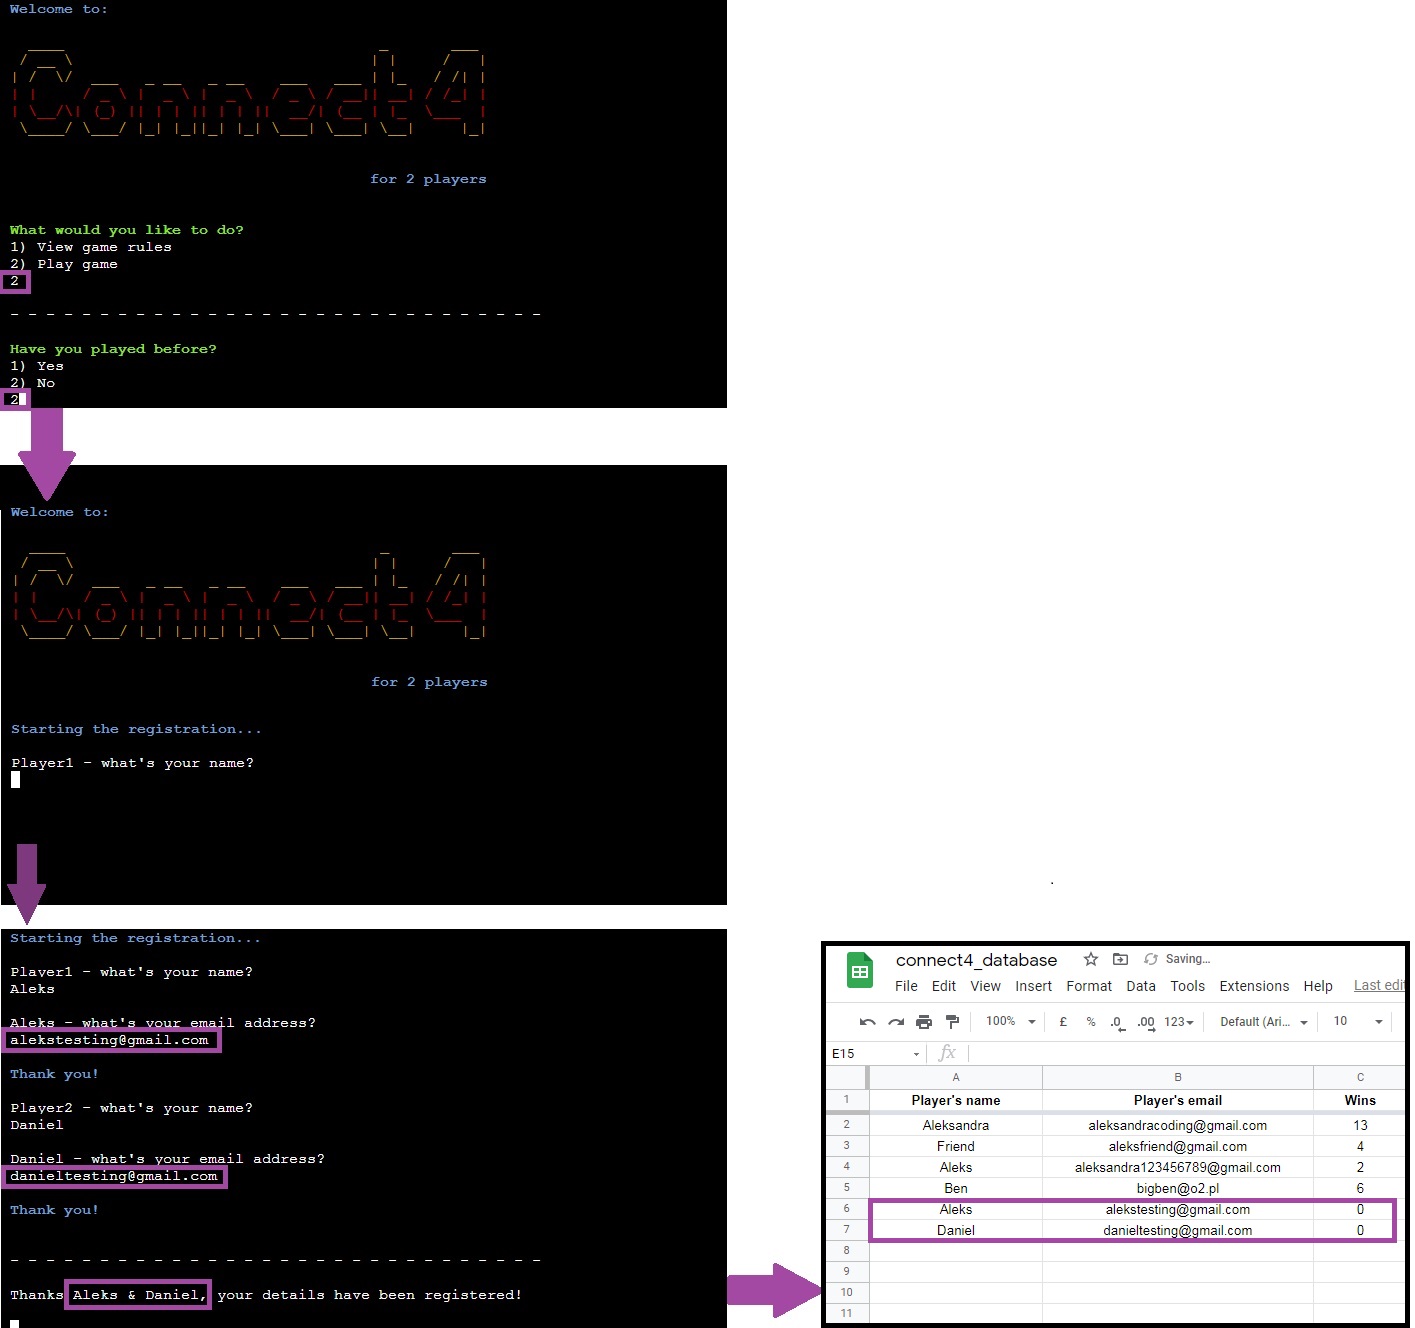 Welcome to:
Connect4
for 2 players
What would you like to do?
1) View game rules
2) Play game
2
- - - - - - - - - - - - - - - - - - - - - - - - - - - - - -
Have you played before?
1) Yes
2) No
2
Welcome to:
Connect4
for 2 players
Starting the registration...
Player1 - what's your name?
Starting the registration...
Player1 - what's your name?
Aleks
Aleks - what's your email address?
alekstesting@gmail.com
Thank you!
Player2 - what's your name?
Daniel
Daniel - what's your email address?
danieltesting@gmail.com
Thank you!
- - - - - - - - - - - - - - - - - - - - - - - - - - - - - -
Thanks Aleks & Daniel, your details have been registered!
connect4_database Saving...
File Edit View Insert Format Data Tools Extensions Help Last edi
100% £ % .0 .00 123 Default (Ari... 10
E15 fx
A B C
1 Player's name Player's email Wins
2 Aleksandra aleksandracoding@gmail.com 13
3 Friend aleksfriend@gmail.com 4
4 Aleks aleksandra123456789@gmail.com 2
5 Ben bigben@o2.pl 6
6 Aleks alekstesting@gmail.com 0
7 Daniel danieltesting@gmail.com 0
8
9
10
11